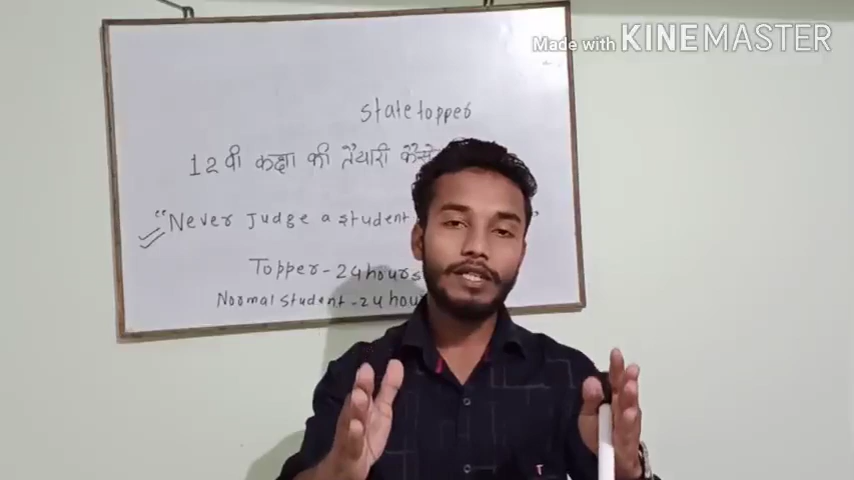 Made with KINEMASTER
State topper
12वी कक्षा की तैयारी कैसे
"Never Judge a student "
Topper - 24 hours
Normal student - 24 hou